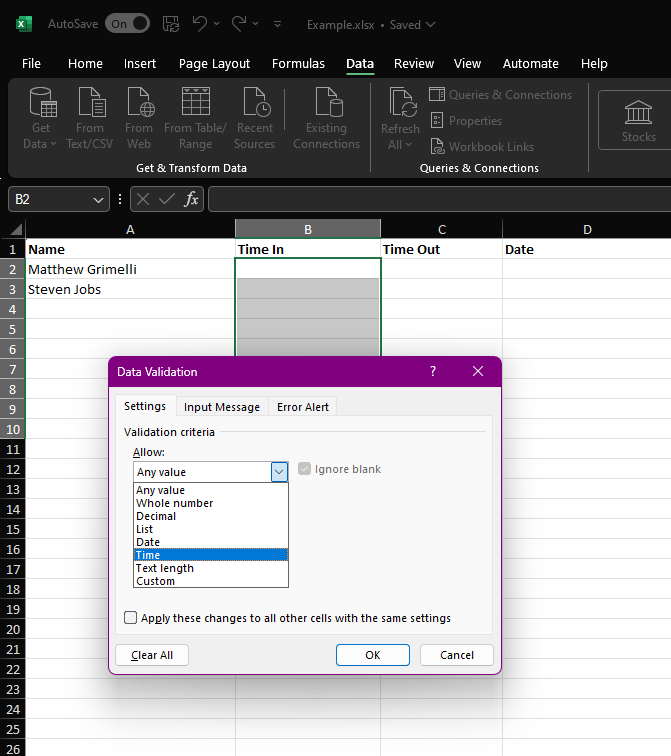 AutoSave On Example.xlsx • Saved
File Home Insert Page Layout Formulas Data Review View Automate Help
Get Data From Text/CSV From Web From Table/ Range Recent Sources Existing Connections Refresh All Queries & Connections Properties Workbook Links Stocks
Get & Transform Data Queries & Connections
B2 fx
A B C D
1 Name Time In Time Out Date
2 Matthew Grimelli
3 Steven Jobs
4
5
6
7
8
9
10
11
12
13
14
15
16
17
18
19
20
21
22
23
24
25
26
Data Validation ?
Settings Input Message Error Alert
Validation criteria
Allow:
Any value Ignore blank
Any value
Whole number
Decimal
List
Date
Time
Text length
Custom
Apply these changes to all other cells with the same settings
Clear All OK Cancel